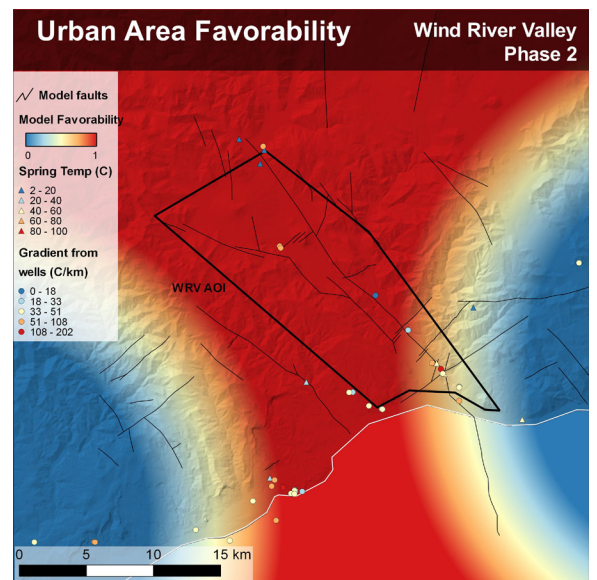 Urban Area Favorability
Wind River Valley
Phase 2
Model faults
Model Favorability
0 1
Spring Temp (C)
2 - 20
20 - 40
40 - 60
60 - 80
80 - 100
Gradient from
wells (C/km)
0 - 18
18 - 33
33 - 51
51 - 108
108 - 202
WRV AOI
0 5 10 15 km